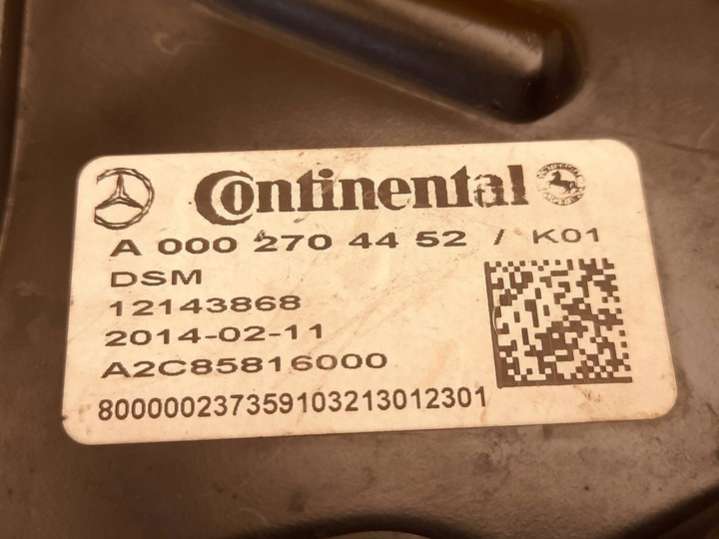 Continental
A 000 270 44 52 / K01
DSM
12143868
2014-02-11
A2C85816000
800000237359103213012301